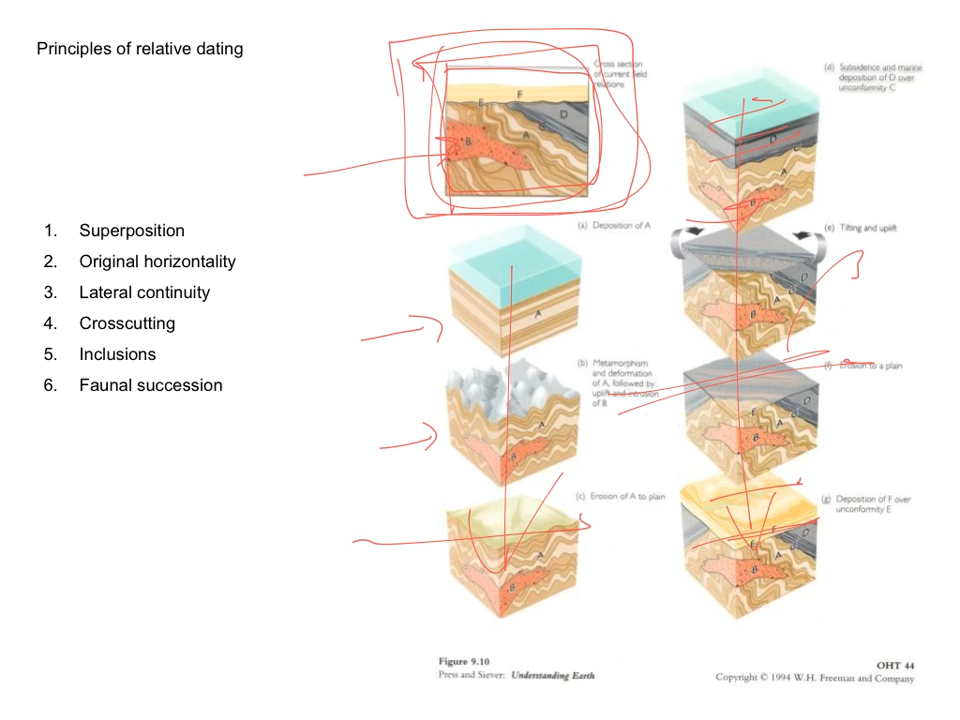 Principles of relative dating
1. Superposition
2. Original horizontality
3. Lateral continuity
4. Crosscutting
5. Inclusions
6. Faunal succession
Cross section
of current field
relations
F
E
D
C
A
B
(a) Deposition of A
A
(b) Metamorphism
and deformation
of A, followed by
uplift and intrusion
of B
A
B
(c) Erosion of A to plain
A
B
(d) Subsidence and marine
deposition of D over
unconformity C
D
C
A
B
(e) Tilting and uplift
D
C
A
B
(f) Erosion to a plain
D
E
C
A
B
(g) Deposition of F over
unconformity E
F
D
E
C
A
B
Figure 9.10
Press and Siever: Understanding Earth
OHT 44
Copyright © 1994 W.H. Freeman and Company